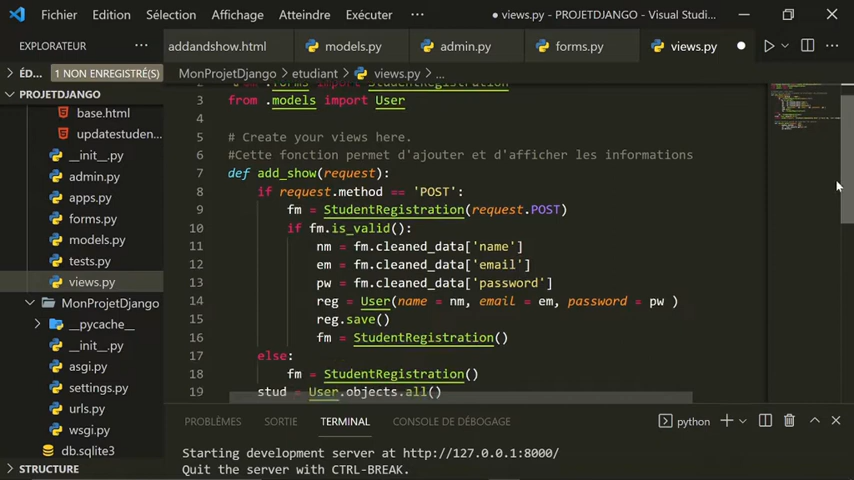 Fichier Edition Sélection Affichage Atteindre Exécuter ··· views.py - PROJETDJANGO - Visual Studi...
EXPLORATEUR ··· addandshow.html models.py admin.py forms.py views.py
ÉD... 1 NON ENREGISTRÉ(S) MonProjetDjango > etudiant > views.py > ...
PROJETDJANGO
base.html
updatestuden...
__init__.py
admin.py
apps.py
forms.py
models.py
tests.py
views.py
MonProjetDjango
__pycache__
__init__.py
asgi.py
settings.py
urls.py
wsgi.py
db.sqlite3
STRUCTURE
2 from .forms import StudentRegistration
3 from .models import User
4
5 # Create your views here.
6 #Cette fonction permet d'ajouter et d'afficher les informations
7 def add_show(request):
8 if request.method == 'POST':
9 fm = StudentRegistration(request.POST)
10 if fm.is_valid():
11 nm = fm.cleaned_data['name']
12 em = fm.cleaned_data['email']
13 pw = fm.cleaned_data['password']
14 reg = User(name = nm, email = em, password = pw )
15 reg.save()
16 fm = StudentRegistration()
17 else:
18 fm = StudentRegistration()
19 stud = User.objects.all()
PROBLÈMES SORTIE TERMINAL CONSOLE DE DÉBOGAGE python
Starting development server at http://127.0.0.1:8000/
Quit the server with CTRL-BREAK.